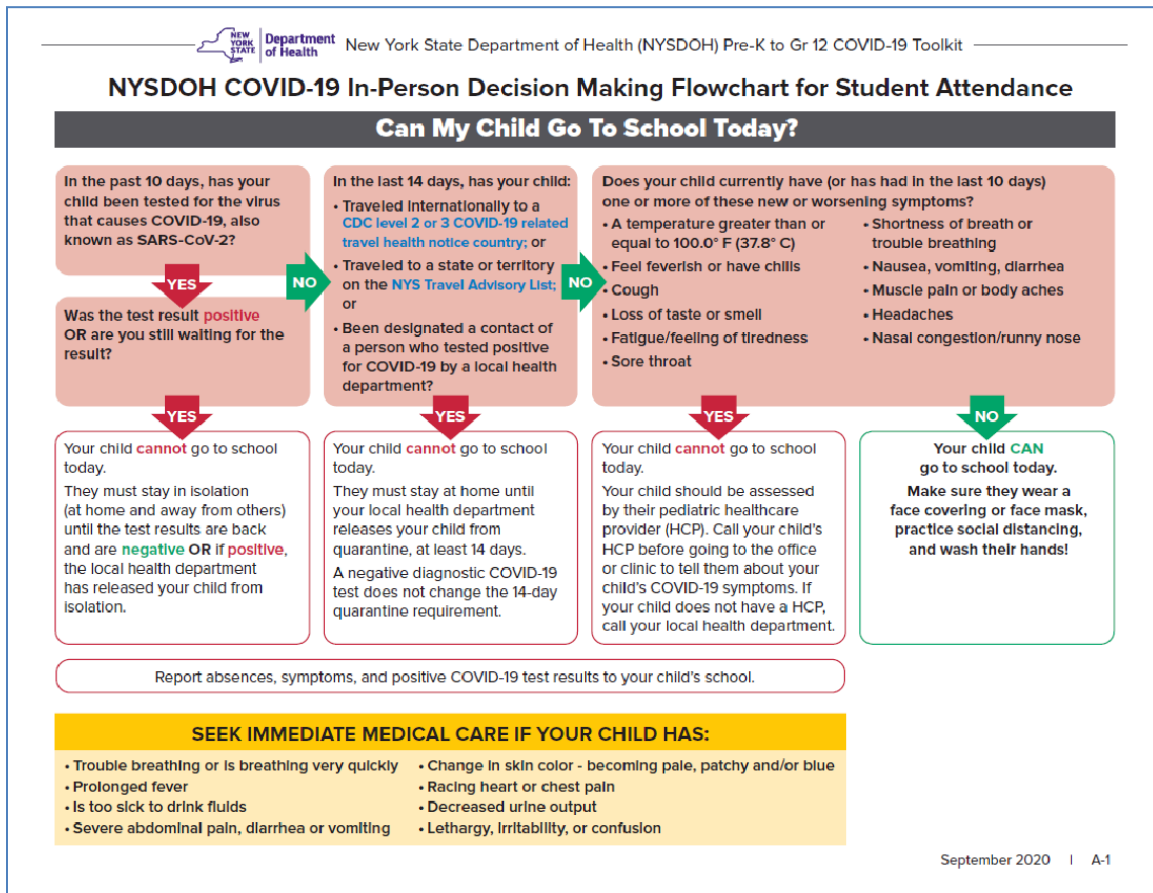 NEW
YORK
STATE
Department
of Health
New York State Department of Health (NYSDOH) Pre-K to Gr 12 COVID-19 Toolkit
NYSDOH COVID-19 In-Person Decision Making Flowchart for Student Attendance
Can My Child Go To School Today?
In the past 10 days, has your
child been tested for the virus
that causes COVID-19, also
known as SARS-CoV-2?
YES
NO
Was the test result positive
OR are you still waiting for the
result?
YES
In the last 14 days, has your child:
• Traveled internationally to a
CDC level 2 or 3 COVID-19 related
travel health notice country; or
• Traveled to a state or territory
on the NYS Travel Advisory List;
or
• Been designated a contact of
a person who tested positive
for COVID-19 by a local health
department?
NO
YES
Does your child currently have (or has had in the last 10 days)
one or more of these new or worsening symptoms?
• A temperature greater than or
equal to 100.0° F (37.8° C)
• Feel feverish or have chills
• Cough
• Loss of taste or smell
• Fatigue/feeling of tiredness
• Sore throat
• Shortness of breath or
trouble breathing
• Nausea, vomiting, diarrhea
• Muscle pain or body aches
• Headaches
• Nasal congestion/runny nose
YES
NO
Your child cannot go to school
today.
They must stay in isolation
(at home and away from others)
until the test results are back
and are negative OR if positive,
the local health department
has released your child from
isolation.
Your child cannot go to school
today.
They must stay at home until
your local health department
releases your child from
quarantine, at least 14 days.
A negative diagnostic COVID-19
test does not change the 14-day
quarantine requirement.
Your child cannot go to school
today.
Your child should be assessed
by their pediatric healthcare
provider (HCP). Call your child's
HCP before going to the office
or clinic to tell them about your
child's COVID-19 symptoms. If
your child does not have a HCP,
call your local health department.
Your child CAN
go to school today.
Make sure they wear a
face covering or face mask,
practice social distancing,
and wash their hands!
Report absences, symptoms, and positive COVID-19 test results to your child's school.
SEEK IMMEDIATE MEDICAL CARE IF YOUR CHILD HAS:
• Trouble breathing or is breathing very quickly
• Prolonged fever
• Is too sick to drink fluids
• Severe abdominal pain, diarrhea or vomiting
• Change in skin color - becoming pale, patchy and/or blue
• Racing heart or chest pain
• Decreased urine output
• Lethargy, irritability, or confusion
September 2020 | A-1